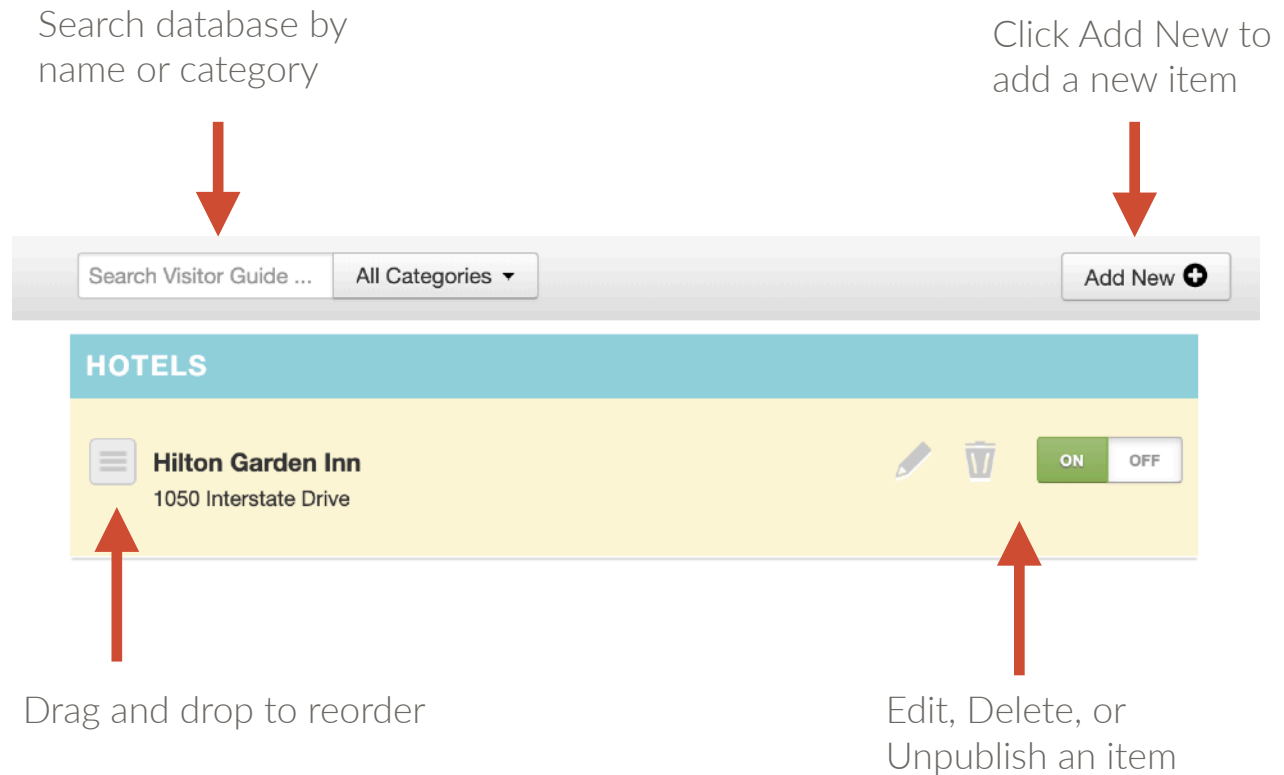 Search database by
name or category
Click Add New to
add a new item
Search Visitor Guide ...
All Categories
Add New
HOTELS
Hilton Garden Inn
1050 Interstate Drive
ON
OFF
Drag and drop to reorder
Edit, Delete, or
Unpublish an item